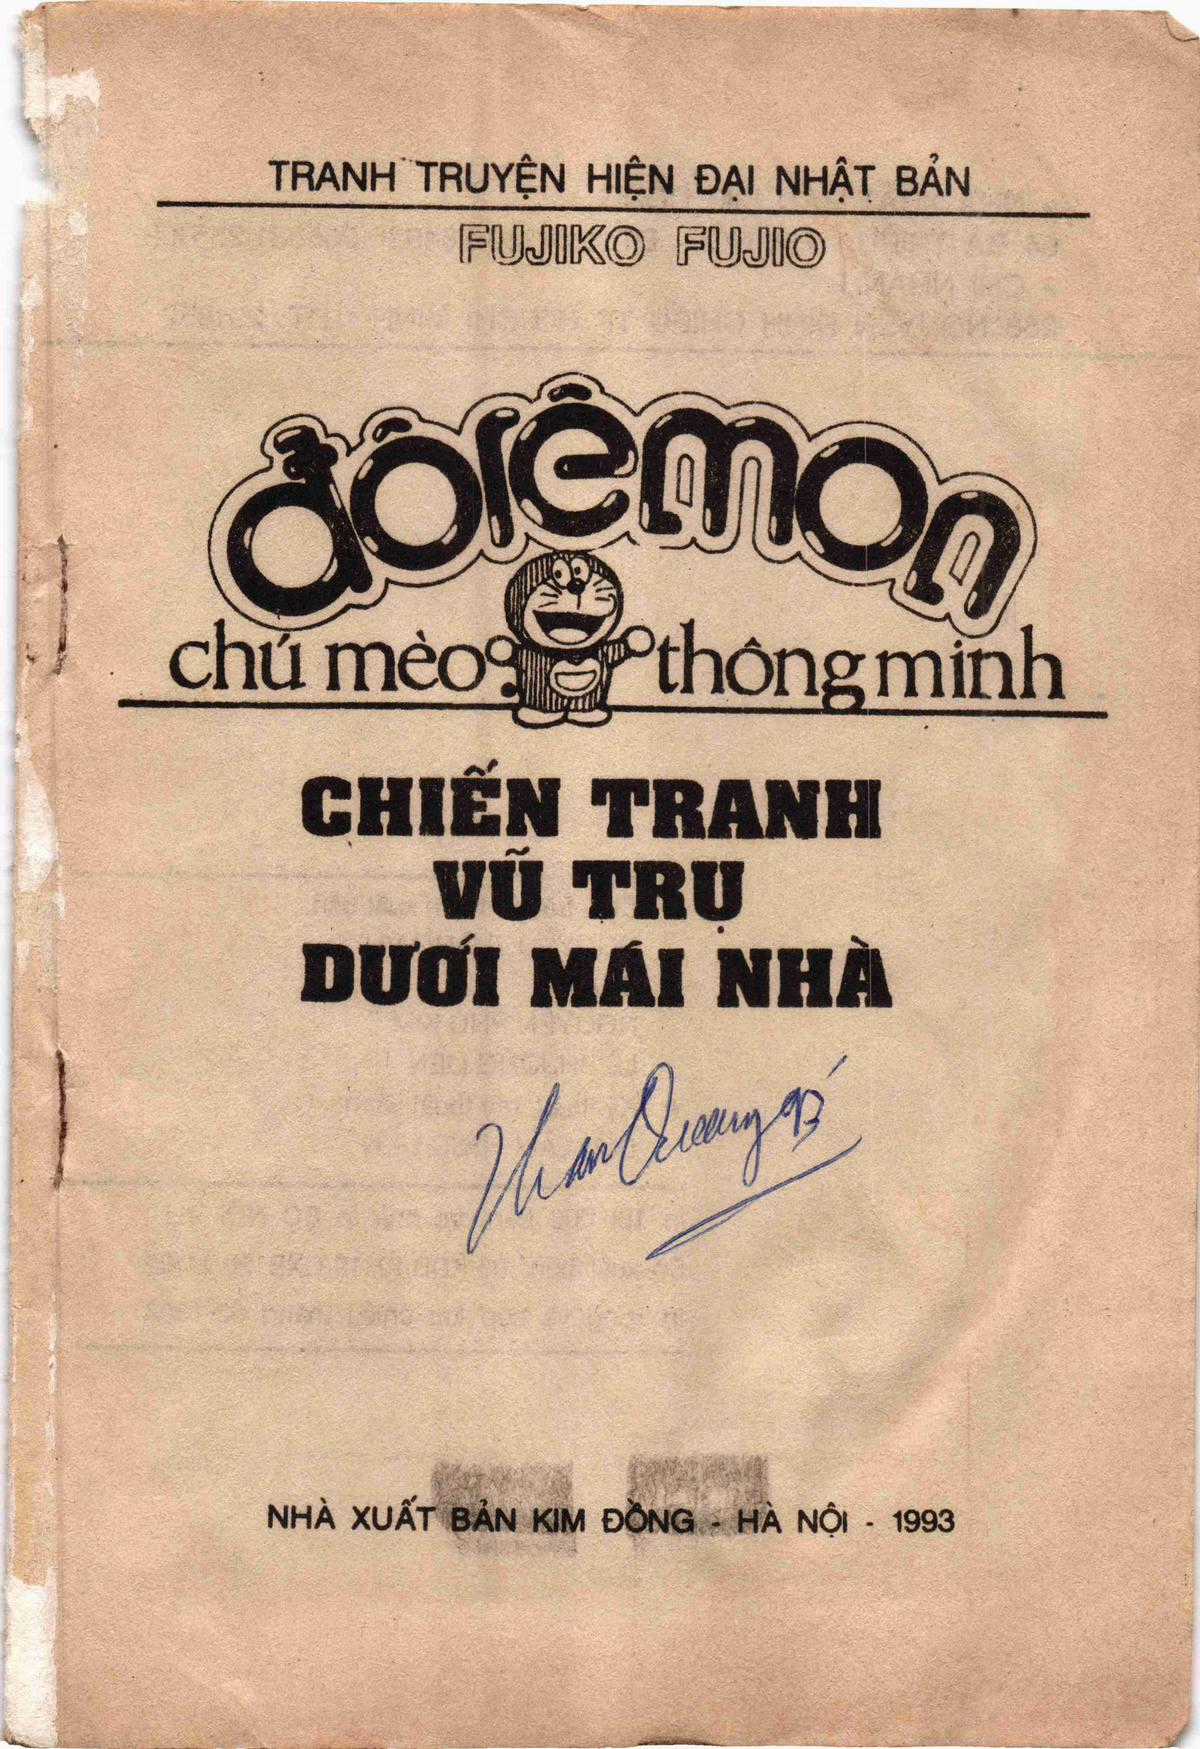 TRANH TRUYỆN HIỆN ĐẠI NHẬT BẢN
FUJIKO FUJIO
đôrêmon
chú mèo thông minh
CHIẾN TRANH
VŨ TRỤ
DƯỚI MÁI NHÀ
93
NHÀ XUẤT BẢN KIM ĐỒNG - HÀ NỘI - 1993